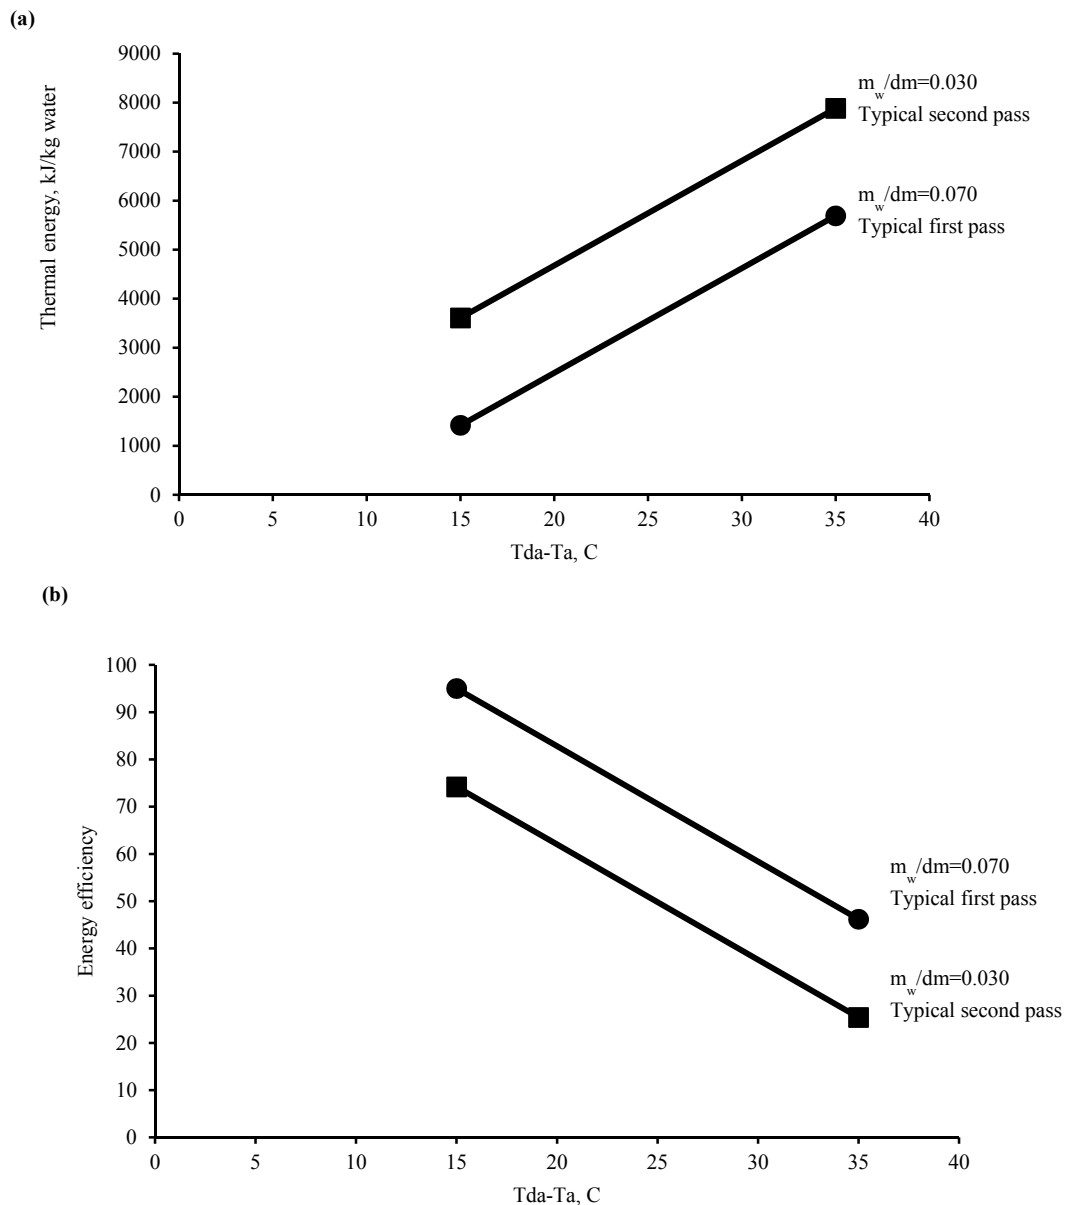 (a)
9000
8000
7000
6000
5000
4000
3000
2000
1000
0
Thermal energy, kJ/kg water
m_w/dm=0.030
Typical second pass
m_w/dm=0.070
Typical first pass
0 5 10 15 20 25 30 35 40
Tda-Ta, C
(b)
100
90
80
70
60
50
40
30
20
10
0
Energy efficiency
m_w/dm=0.070
Typical first pass
m_w/dm=0.030
Typical second pass
0 5 10 15 20 25 30 35 40
Tda-Ta, C